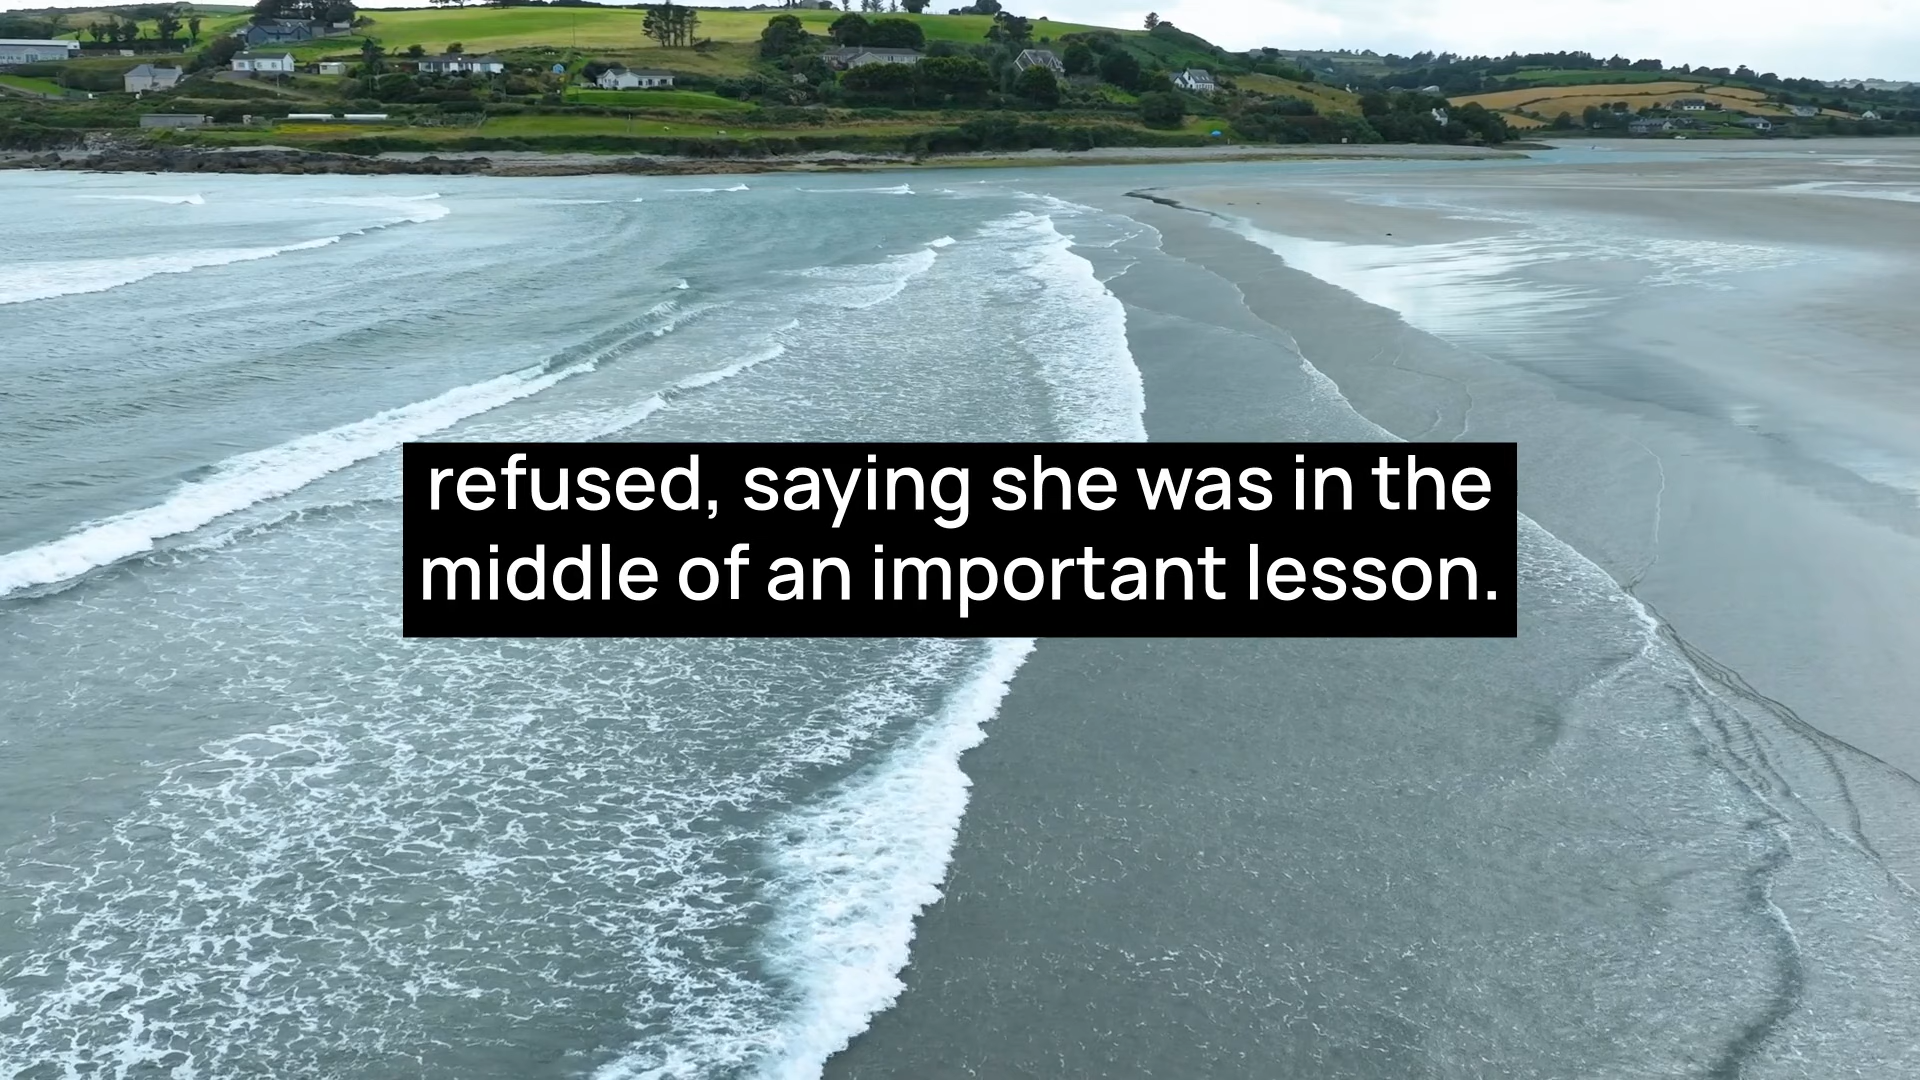 refused, saying she was in the
middle of an important lesson.